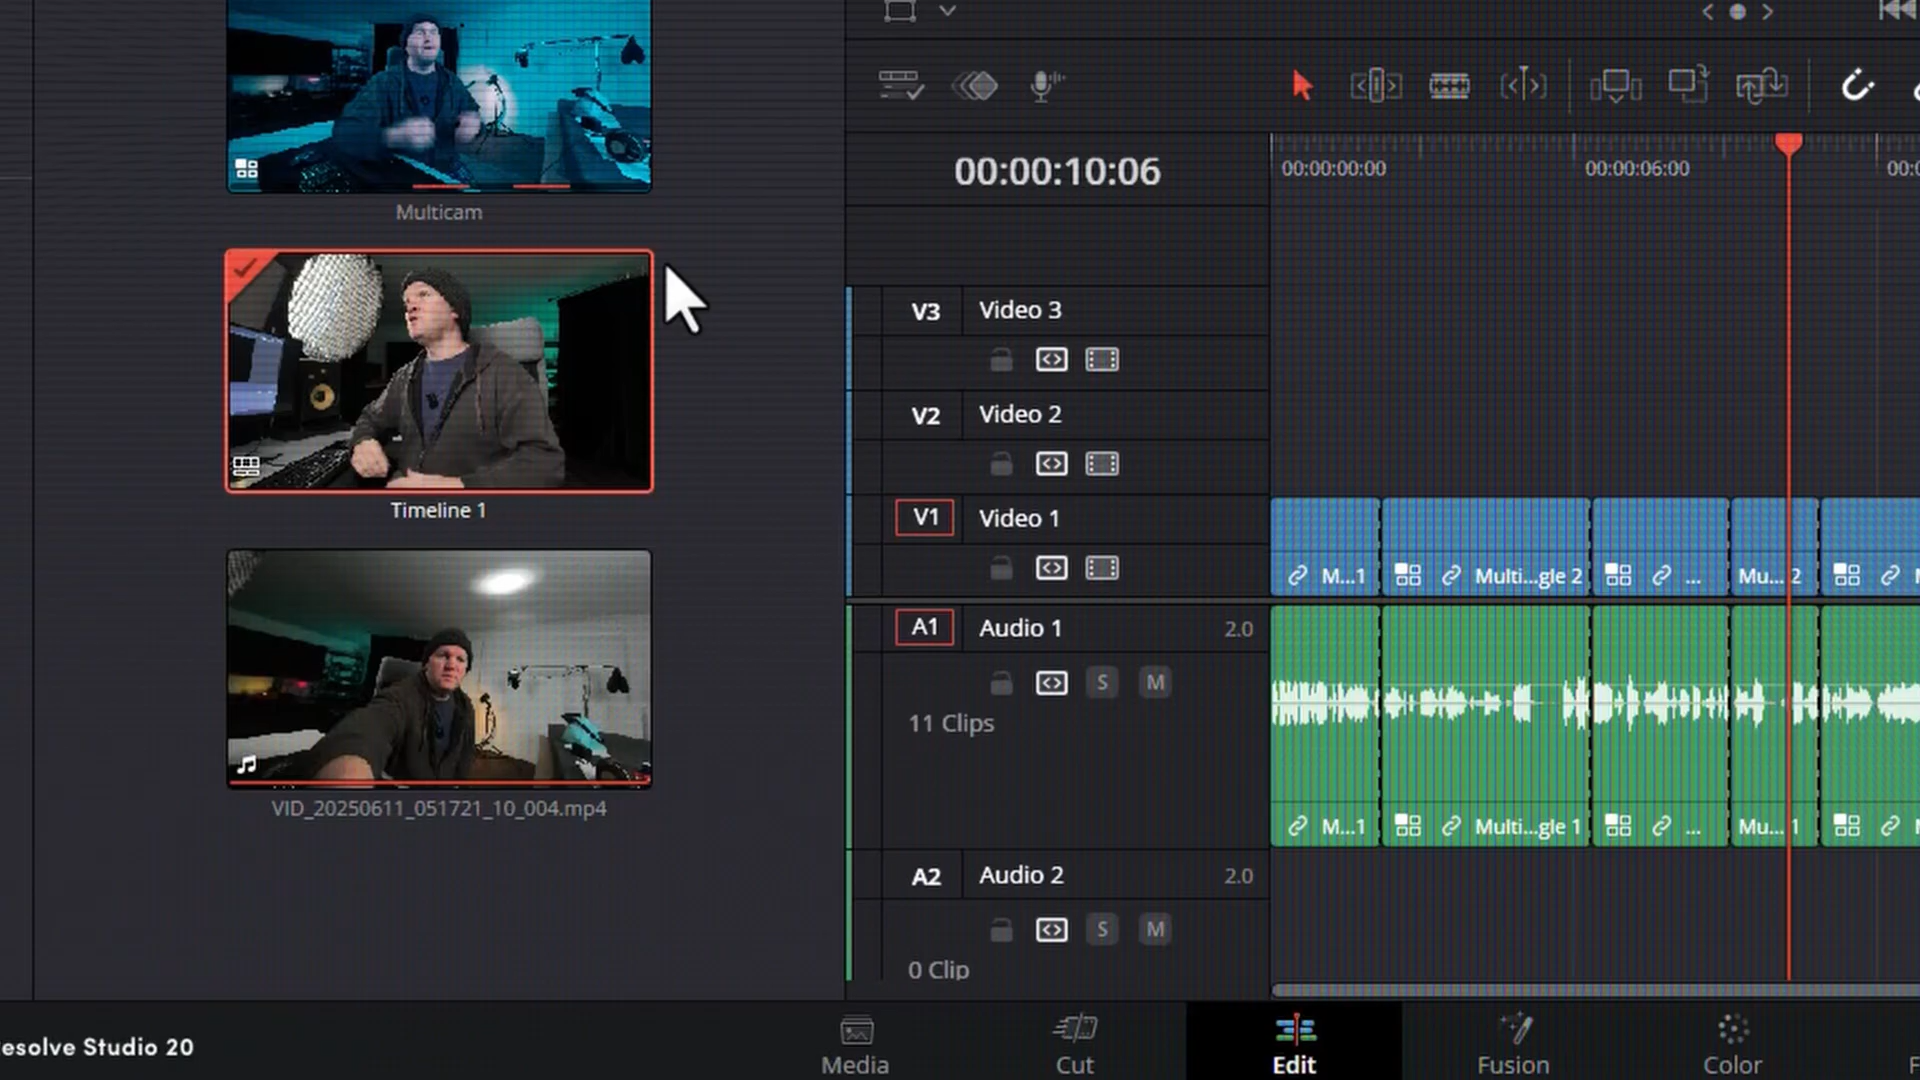 Multicam
Timeline 1
VID_20250611_051721_10_004.mp4
00:00:10:06
00:00:00:00
00:00:06:00
00:0
V3 Video 3
V2 Video 2
V1 Video 1
M...1
Multi...gle 2
...
Mu... 2
A1 Audio 1 2.0
S M
11 Clips
M...1
Multi...gle 1
...
Mu... 1
A2 Audio 2 2.0
S M
0 Clip
esolve Studio 20
Media
Cut
Edit
Fusion
Color
F